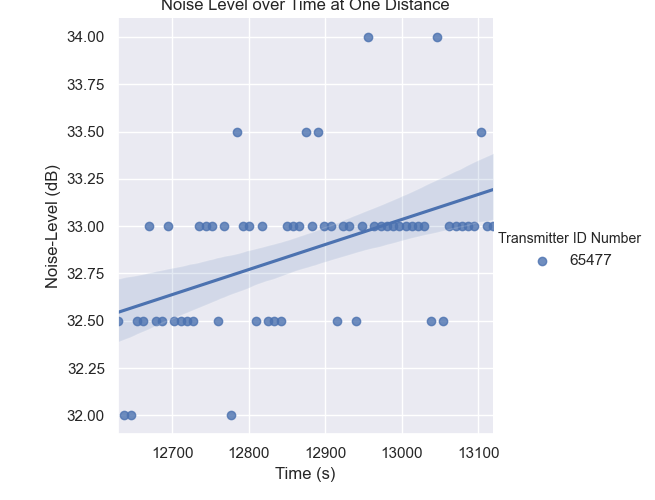 Noise Level over Time at One Distance
34.00
33.75
33.50
33.25
33.00
32.75
32.50
32.25
32.00
Noise-Level (dB)
12700 12800 12900 13000 13100
Time (s)
Transmitter ID Number
65477